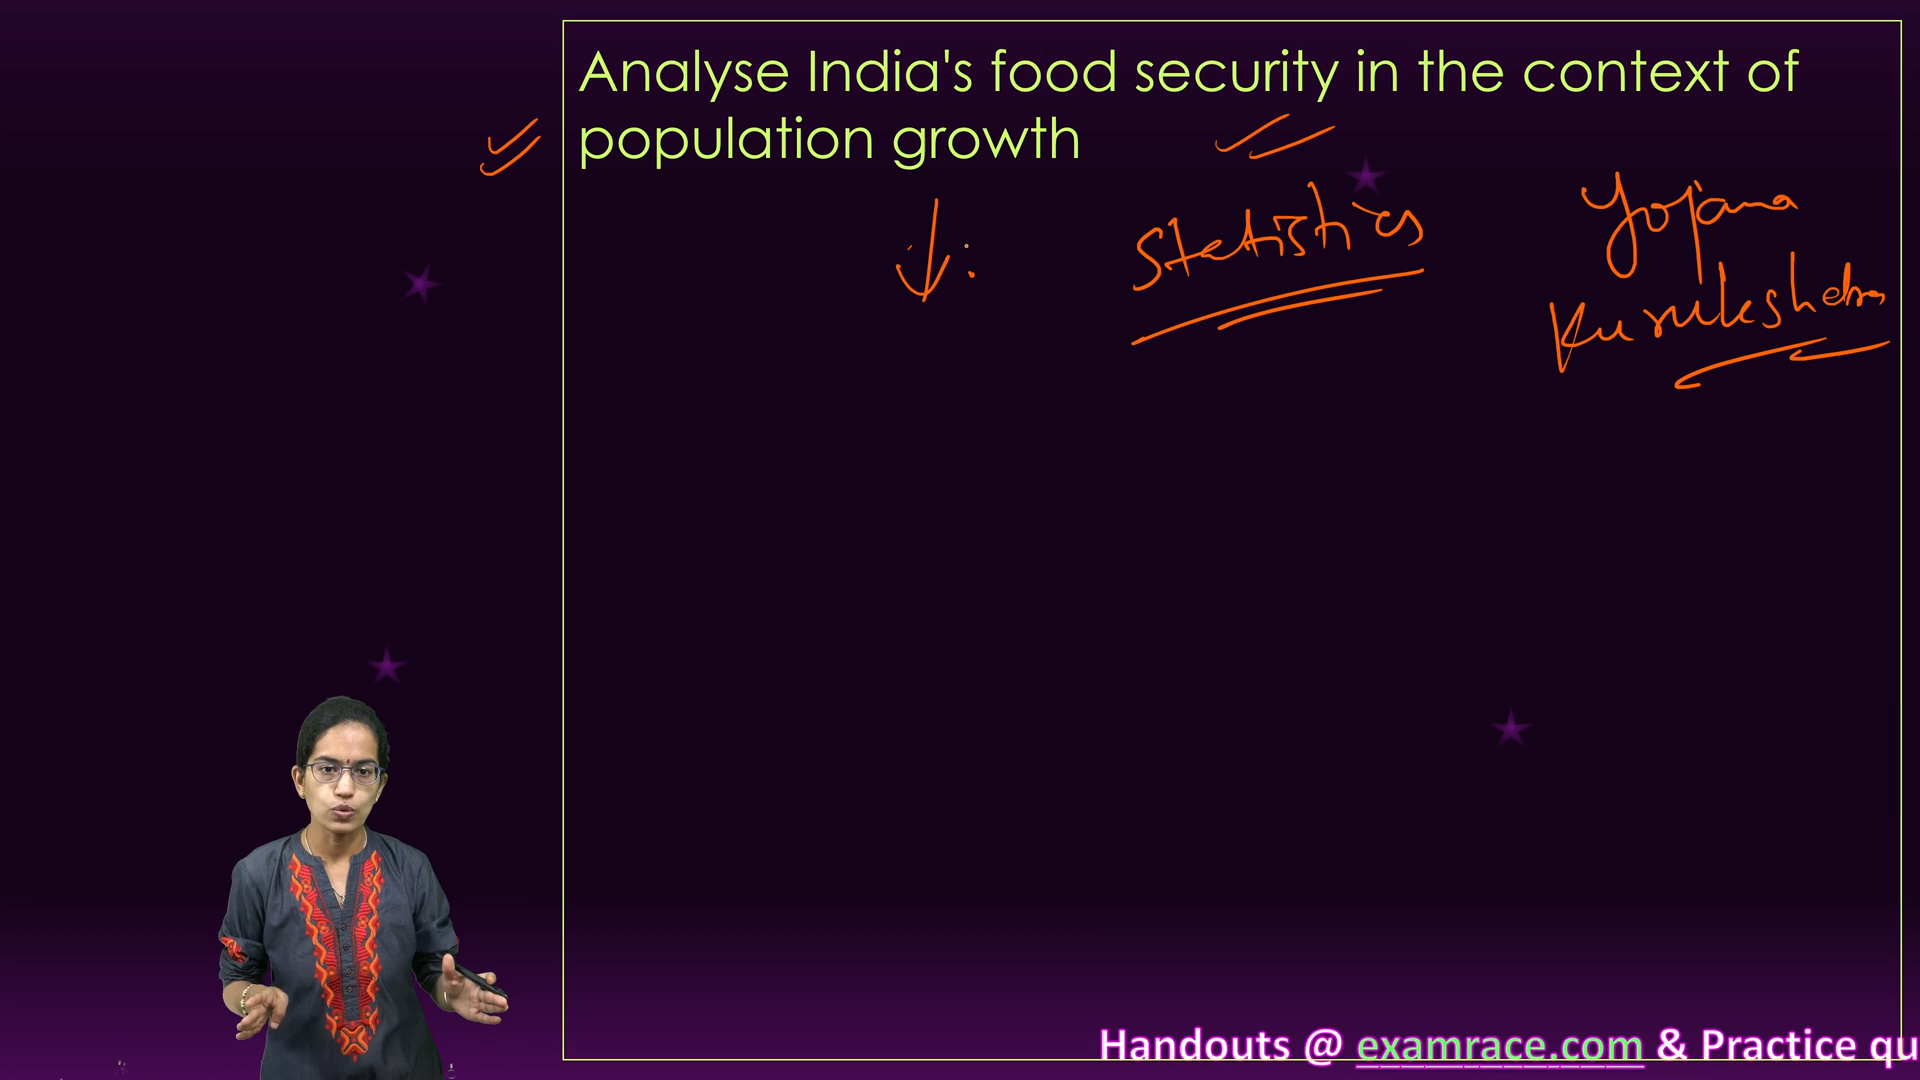 Analyse India's food security in the context of
population growth
Statistics
Yojana
Kurukshetra
Handouts @ examrace.com & Practice qu